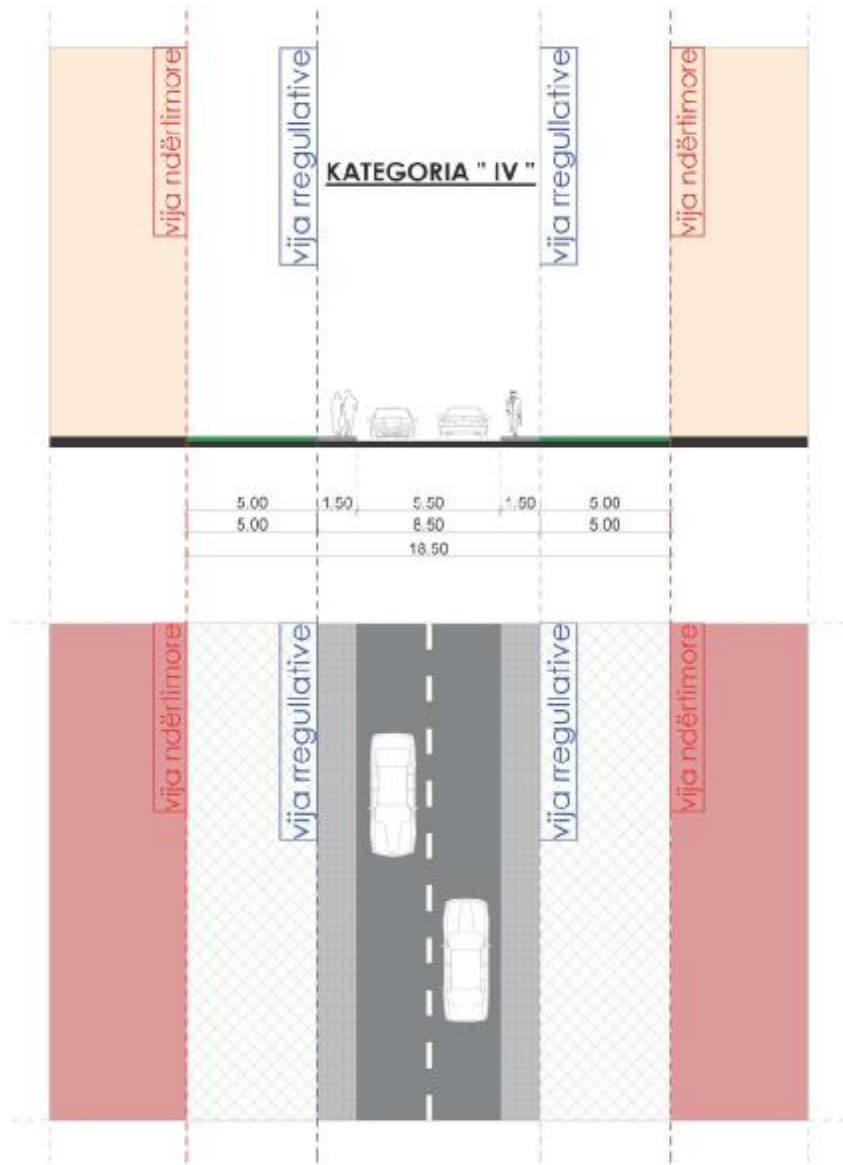 vija ndërtimore
vija rregullative
KATEGORIA " IV "
vija rregullative
vija ndërtimore
5.00 1.50 5.50 1.50 5.00
5.00 8.50 5.00
18.50
vija ndërtimore
vija rregullative
vija rregullative
vija ndërtimore